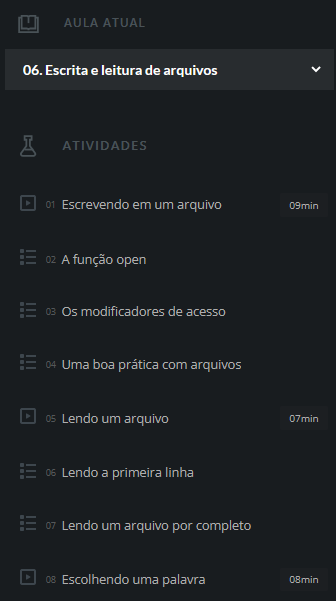 AULA ATUAL
06. Escrita e leitura de arquivos
ATIVIDADES
01 Escrevendo em um arquivo 09min
02 A função open
03 Os modificadores de acesso
04 Uma boa prática com arquivos
05 Lendo um arquivo 07min
06 Lendo a primeira linha
07 Lendo um arquivo por completo
08 Escolhendo uma palavra 08min